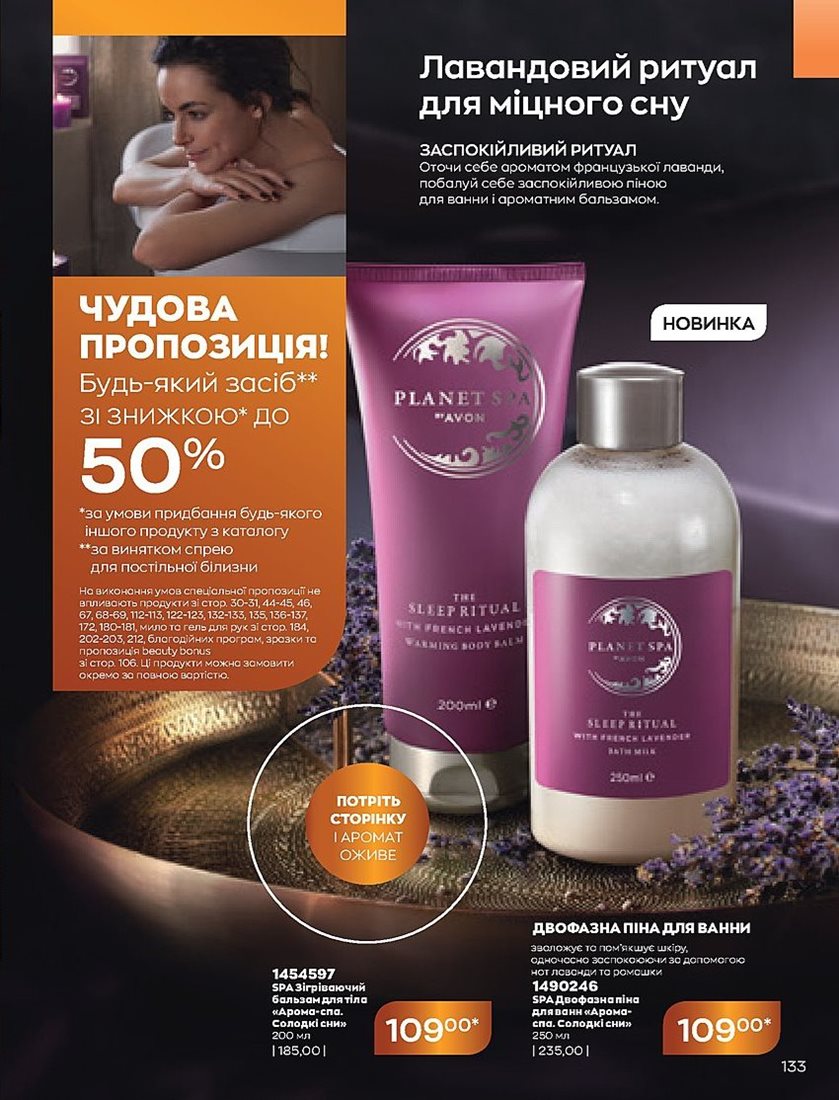 Лавандовий ритуал
для міцного сну
ЗАСПОКІЙЛИВИЙ РИТУАЛ
Оточи себе ароматом французької лаванди,
побалуй себе заспокійливою піною
для ванни і ароматним бальзамом.
ЧУДОВА
ПРОПОЗИЦІЯ!
Будь-який засіб**
зі знижкою* до
50%
*за умови придбання будь-якого
іншого продукту з каталогу
**за винятком спрею
для постільної білизни
На виконання умов спеціальної пропозиції не
впливають продукти зі стор. 30-31, 44-45, 46,
67, 68-69, 112-113, 122-123, 132-133, 135, 136-137,
172, 180-181, мило та гель для рук зі стор. 184,
202-203, 212, благодійних програм, зразки та
пропозиція beauty bonus
зі стор. 106. Ці продукти можна замовити
окремо за повною вартістю.
НОВИНКА
PLANET SPA
BY AVON
THE
SLEEP RITUAL
WITH FRENCH LAVENDER
WARMING BODY BALM
200ml e
PLANET SPA
BY AVON
THE
SLEEP RITUAL
WITH FRENCH LAVENDER
BATH MILK
250ml e
ПОТРІТЬ
СТОРІНКУ
І АРОМАТ
ОЖИВЕ
ДВОФАЗНА ПІНА ДЛЯ ВАННИ
зволожує та пом'якшує шкіру,
одночасно заспокоюючи за допомогою
нот лаванди та ромашки
1454597
SPA Зігріваючий
бальзам для тіла
«Арома-спа.
Солодкі сни»
200 мл
|185,00|
10900*
1490246
SPA Двофазна піна
для ванн «Арома-
спа. Солодкі сни»
250 мл
|235,00|
10900*
133